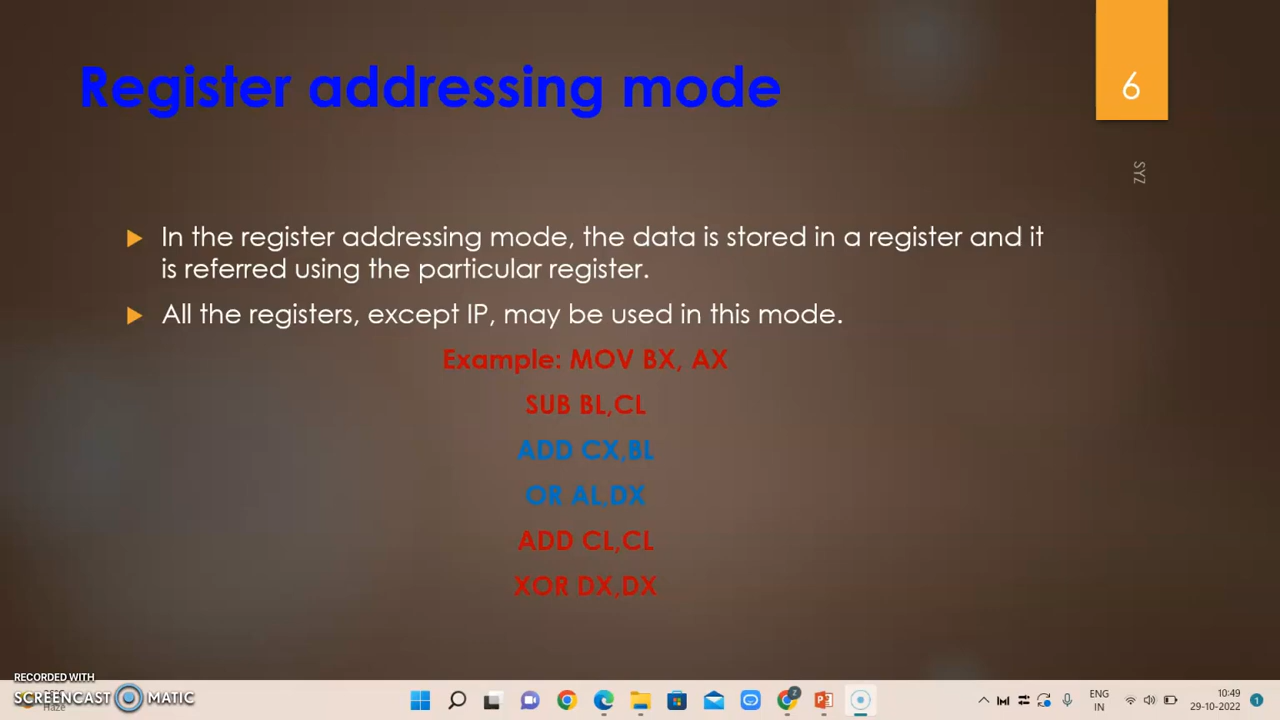 Register addressing mode
6
SYZ
In the register addressing mode, the data is stored in a register and it
is referred using the particular register.
All the registers, except IP, may be used in this mode.
Example: MOV BX, AX
SUB BL,CL
ADD CX,BL
OR AL,DX
ADD CL,CL
XOR DX,DX
RECORDED WITH
SCREENCAST MATIC
Haze
ENG
IN
10:49
29-10-2022
1